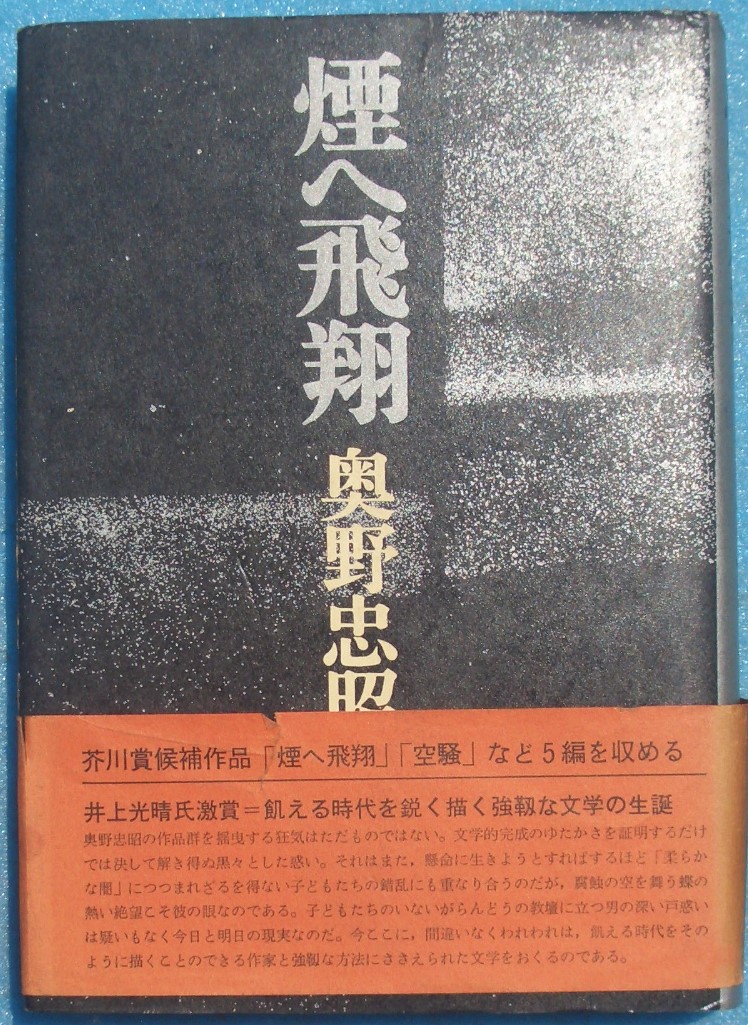 煙へ飛翔
奥野忠昭
芥川賞候補作品「煙へ飛翔」「空騒」など5編を収める
井上光晴氏激賞＝飢える時代を鋭く描く強靱な文学の生誕
奥野忠昭の作品群を揺曳する狂気はただものではない。文学的完成のゆたかさを証明するだけ
では決して解き得ぬ黒々とした惑い。それはまた，懸命に生きようとすればするほど「柔らか
な闇」につつまれざるを得ない子どもたちの錯乱にも重なり合うのだが，腐蝕の空を舞う蝶の
熱い絶望こそ彼の眼なのである。子どもたちのいないがらんどうの教壇に立つ男の深い戸惑い
は疑いもなく今日と明日の現実なのだ。今ここに，間違いなくわれわれは，飢える時代をその
ように描くことのできる作家と強靱な方法にささえられた文学をおくるのである。